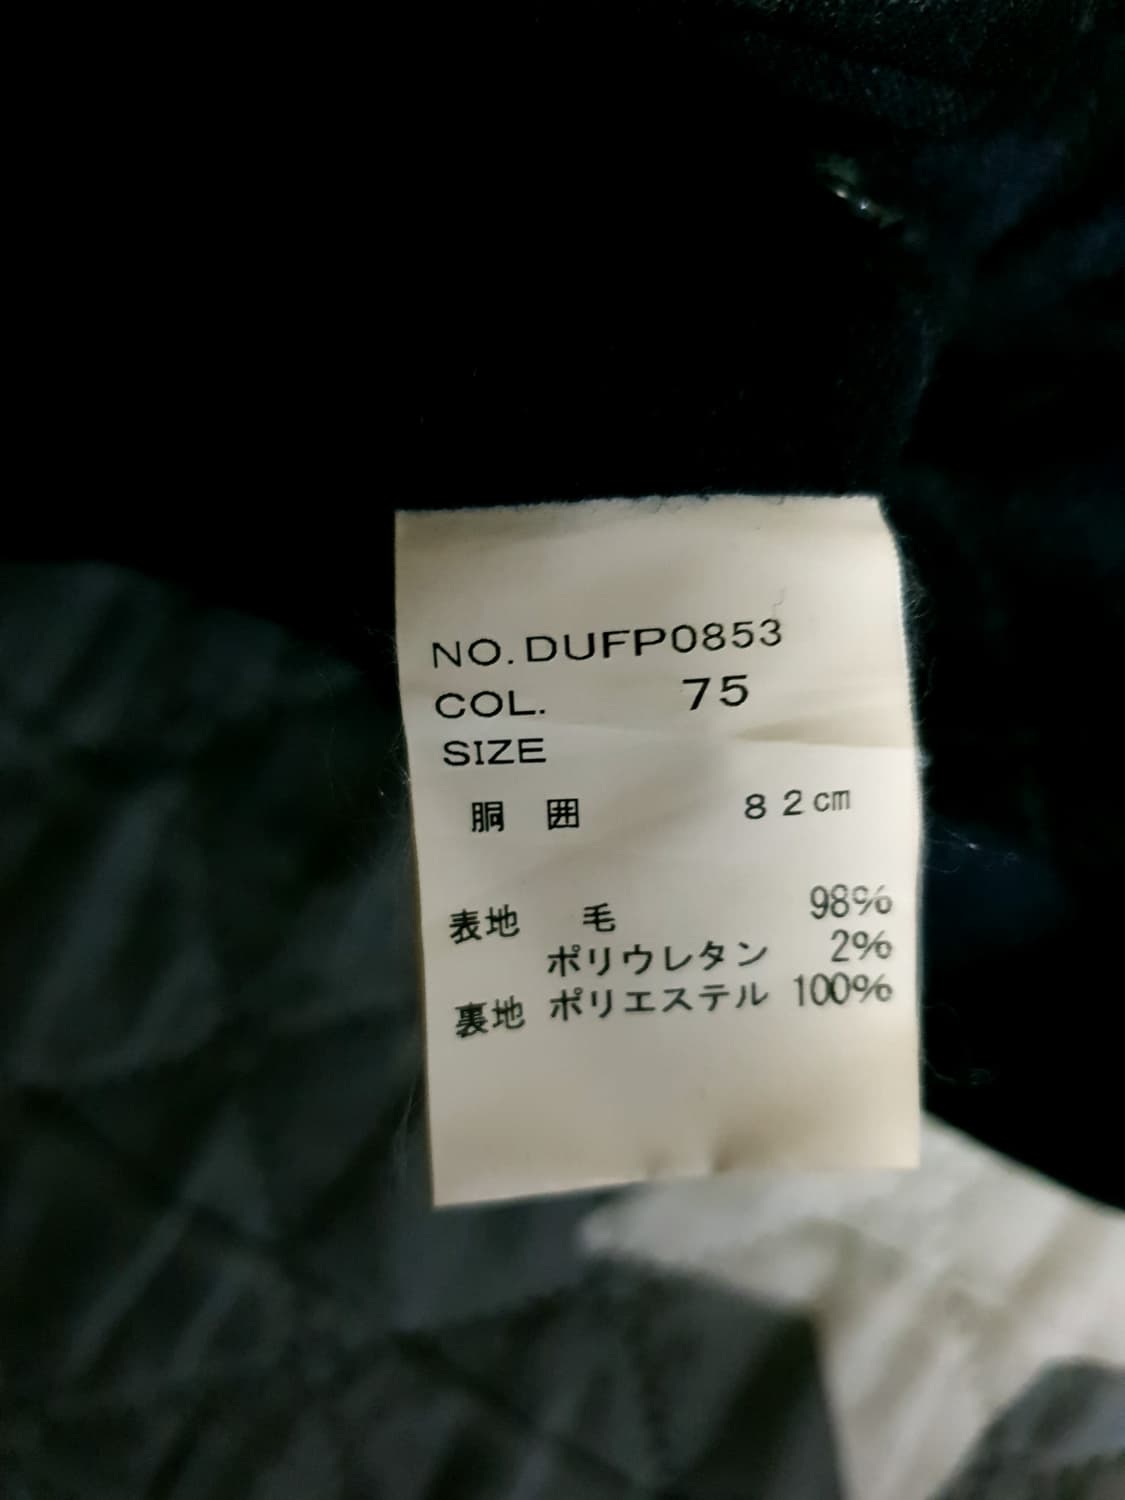 NO. DUFP0853
COL. 75
SIZE
胴 囲 82cm
表地 毛 98%
ポリウレタン 2%
裏地 ポリエステル 100%